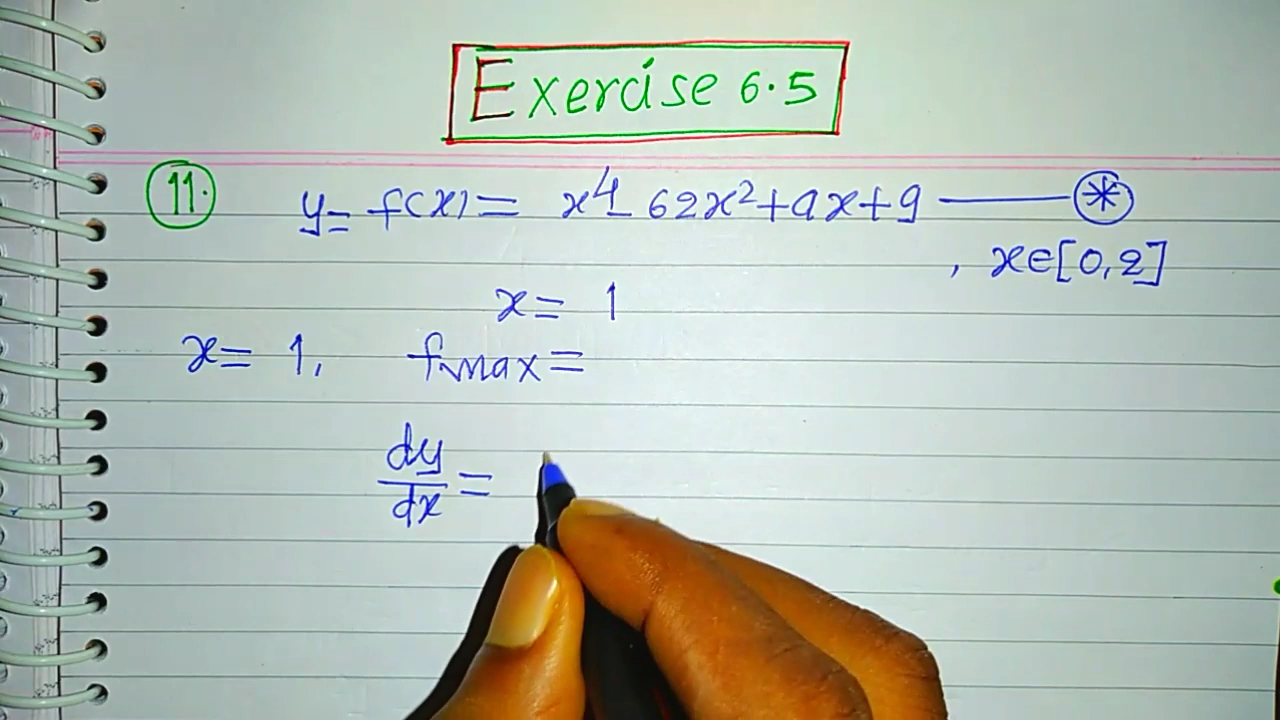 Exercise 6.5
11. y = f(x) = x⁴ - 62x² + ax + 9 —— ⊛
, x∈[0,2]
x = 1
x = 1, fmax =
dy/dx =